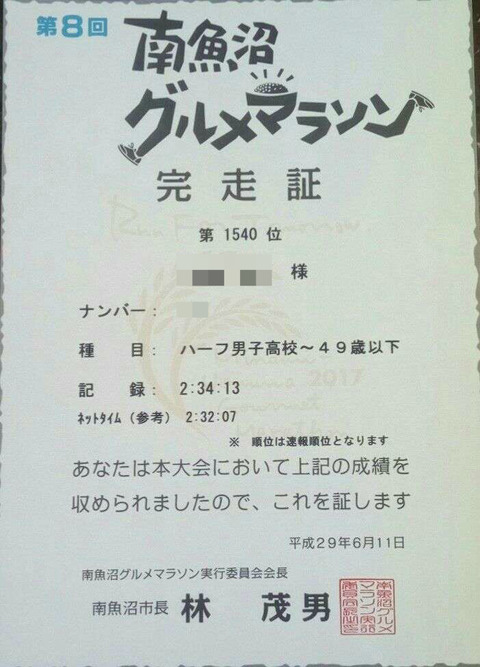 第8回
南魚沼
グルメマラソン
完走証
第 1540 位
様
ナンバー：
種　目： ハーフ男子高校～４９歳以下
記　録： 2:34:13
ﾈｯﾄﾀｲﾑ（参考） 2:32:07
※ 順位は速報順位となります
あなたは本大会において上記の成績を
収められましたので、これを証します
平成29年6月11日
南魚沼グルメマラソン実行委員会会長
南魚沼市長 林　茂男